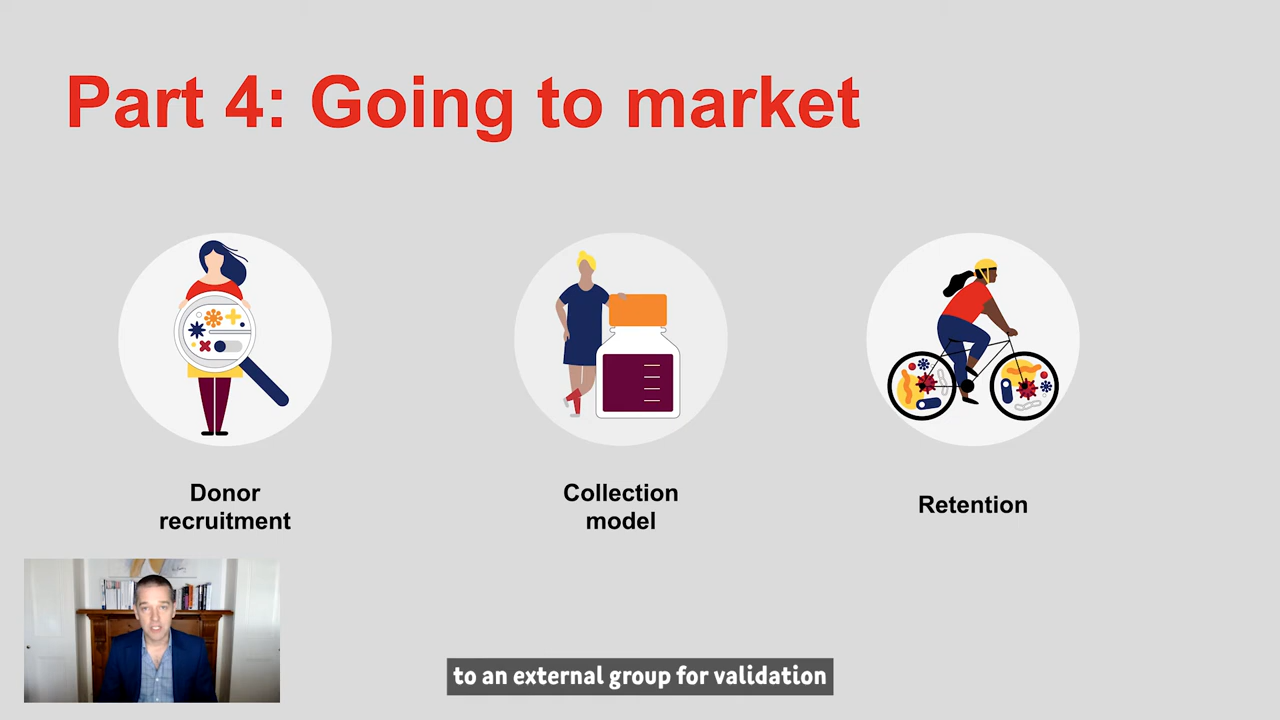 Part 4: Going to market
Donor
recruitment
Collection
model
Retention
to an external group for validation